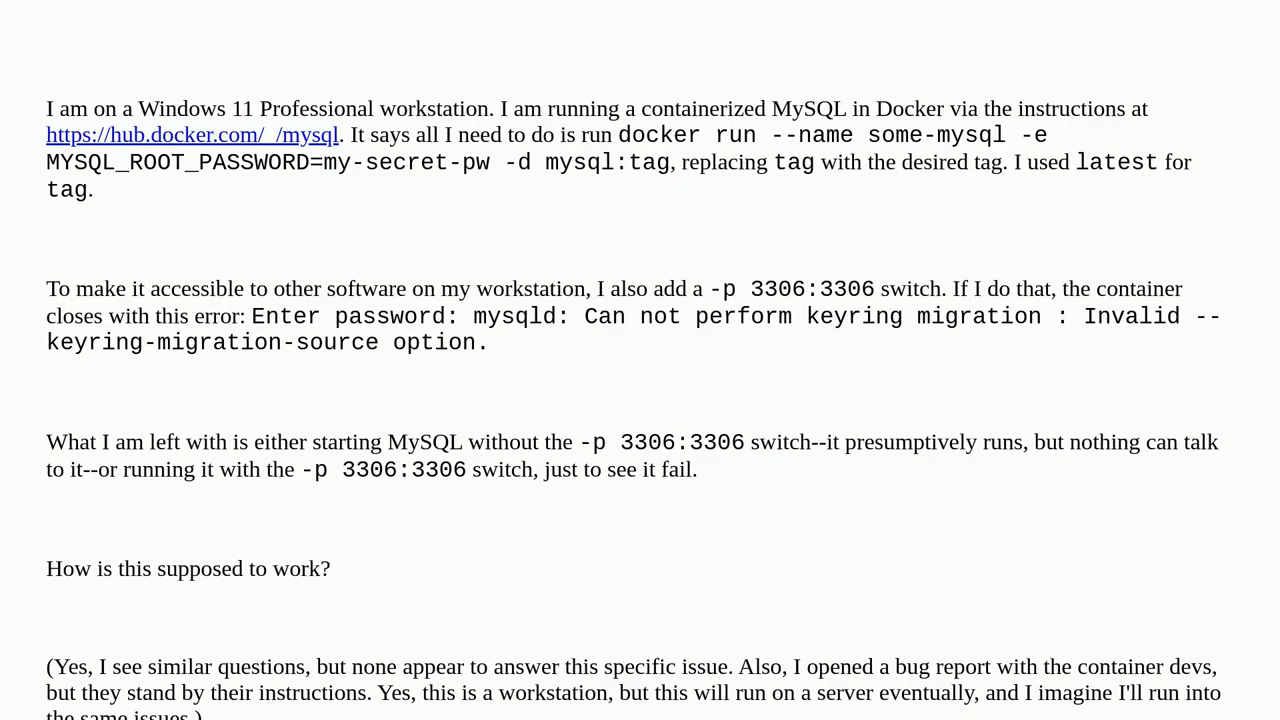 I am on a Windows 11 Professional workstation. I am running a containerized MySQL in Docker via the instructions at
https://hub.docker.com/_/mysql. It says all I need to do is run docker run --name some-mysql -e
MYSQL_ROOT_PASSWORD=my-secret-pw -d mysql:tag, replacing tag with the desired tag. I used latest for
tag.
To make it accessible to other software on my workstation, I also add a -p 3306:3306 switch. If I do that, the container
closes with this error: Enter password: mysqld: Can not perform keyring migration : Invalid --
keyring-migration-source option.
What I am left with is either starting MySQL without the -p 3306:3306 switch--it presumptively runs, but nothing can talk
to it--or running it with the -p 3306:3306 switch, just to see it fail.
How is this supposed to work?
(Yes, I see similar questions, but none appear to answer this specific issue. Also, I opened a bug report with the container devs,
but they stand by their instructions. Yes, this is a workstation, but this will run on a server eventually, and I imagine I'll run into
the same issues.)